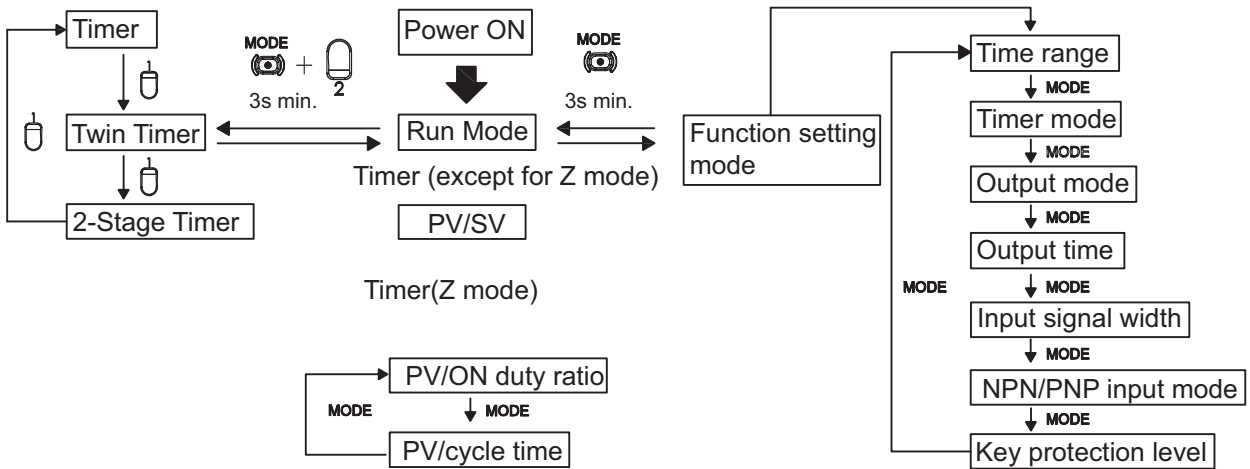 Timer
1
1
Twin Timer
1
2-Stage Timer
MODE
+
2
3s min.
Power ON
Run Mode
MODE
3s min.
Timer (except for Z mode)
PV/SV
Timer(Z mode)
PV/ON duty ratio
MODE
MODE
PV/cycle time
Function setting
mode
Time range
MODE
Timer mode
MODE
Output mode
MODE
Output time
MODE
MODE
Input signal width
MODE
NPN/PNP input mode
MODE
Key protection level